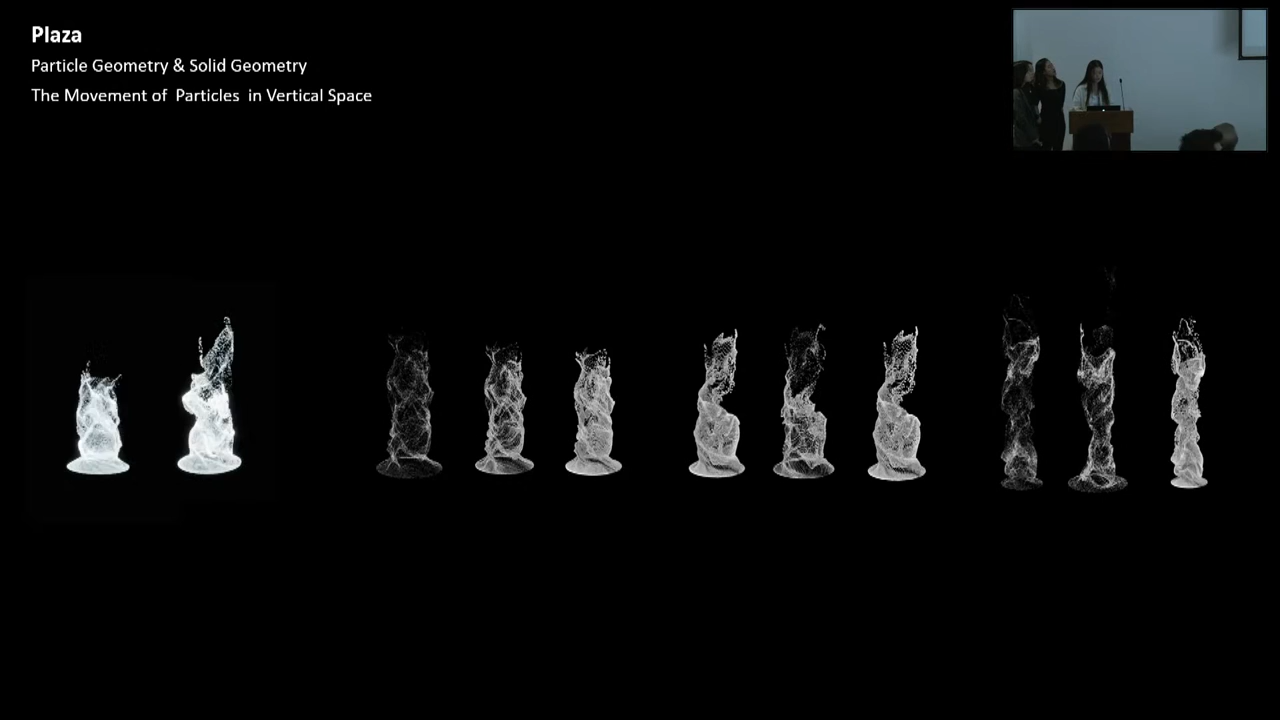 Plaza
Particle Geometry & Solid Geometry
The Movement of Particles in Vertical Space